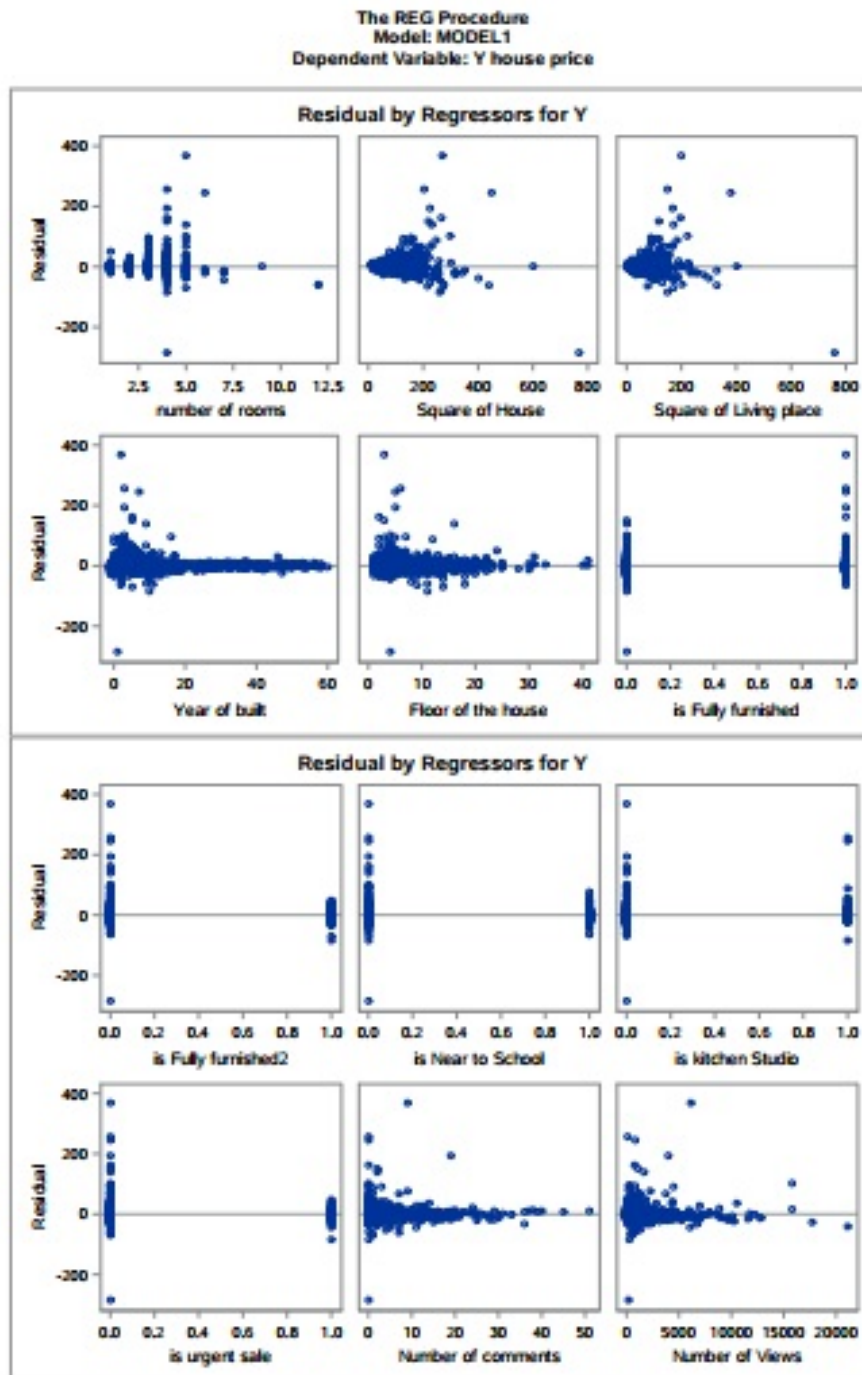 The REG Procedure
Model: MODEL1
Dependent Variable: Y house price
Residual by Regressors for Y
400
200
0
-200
Residual
2.5 5.0 7.5 10.0 12.5
number of rooms
0 200 400 600 800
Square of House
0 200 400 600 800
Square of Living place
400
200
0
-200
Residual
0 20 40 60
Year of built
0 10 20 30 40
Floor of the house
0.0 0.2 0.4 0.6 0.8 1.0
is Fully furnished
Residual by Regressors for Y
400
200
0
-200
Residual
0.0 0.2 0.4 0.6 0.8 1.0
is Fully furnished2
0.0 0.2 0.4 0.6 0.8 1.0
is Near to School
0.0 0.2 0.4 0.6 0.8 1.0
is kitchen Studio
400
200
0
-200
Residual
0.0 0.2 0.4 0.6 0.8 1.0
is urgent sale
0 10 20 30 40 50
Number of comments
0 5000 10000 15000 20000
Number of Views